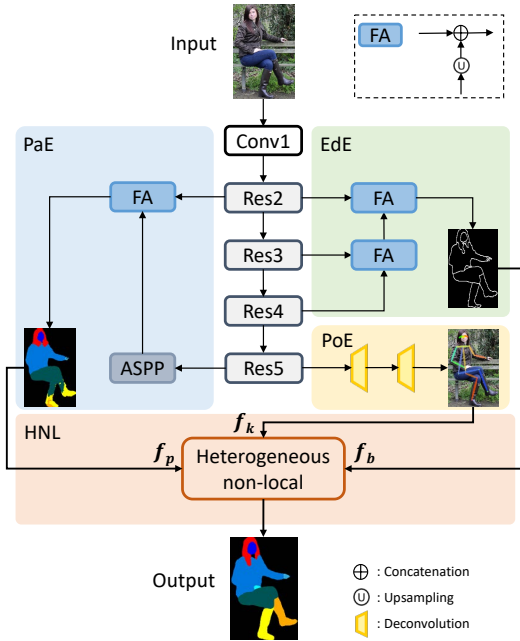 Input
FA
U
Conv1
PaE
EdE
FA
Res2
FA
Res3
FA
Res4
PoE
ASPP
Res5
HNL
f_k
f_p
Heterogeneous
non-local
f_b
Output
: Concatenation
U : Upsampling
: Deconvolution